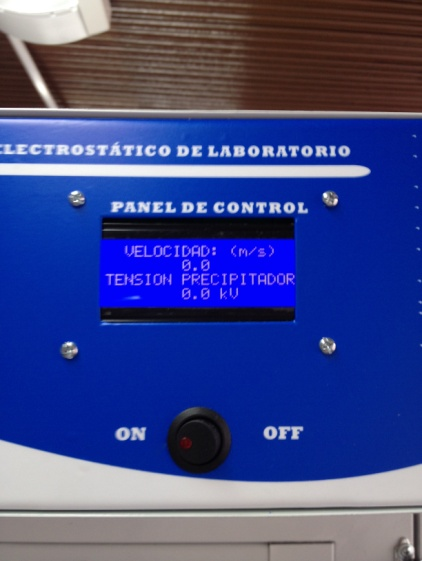 ELECTROSTÁTICO DE LABORATORIO
PANEL DE CONTROL
VELOCIDAD: (m/s)
0.0
TENSION PRECIPITADOR
0.0 kV
ON OFF